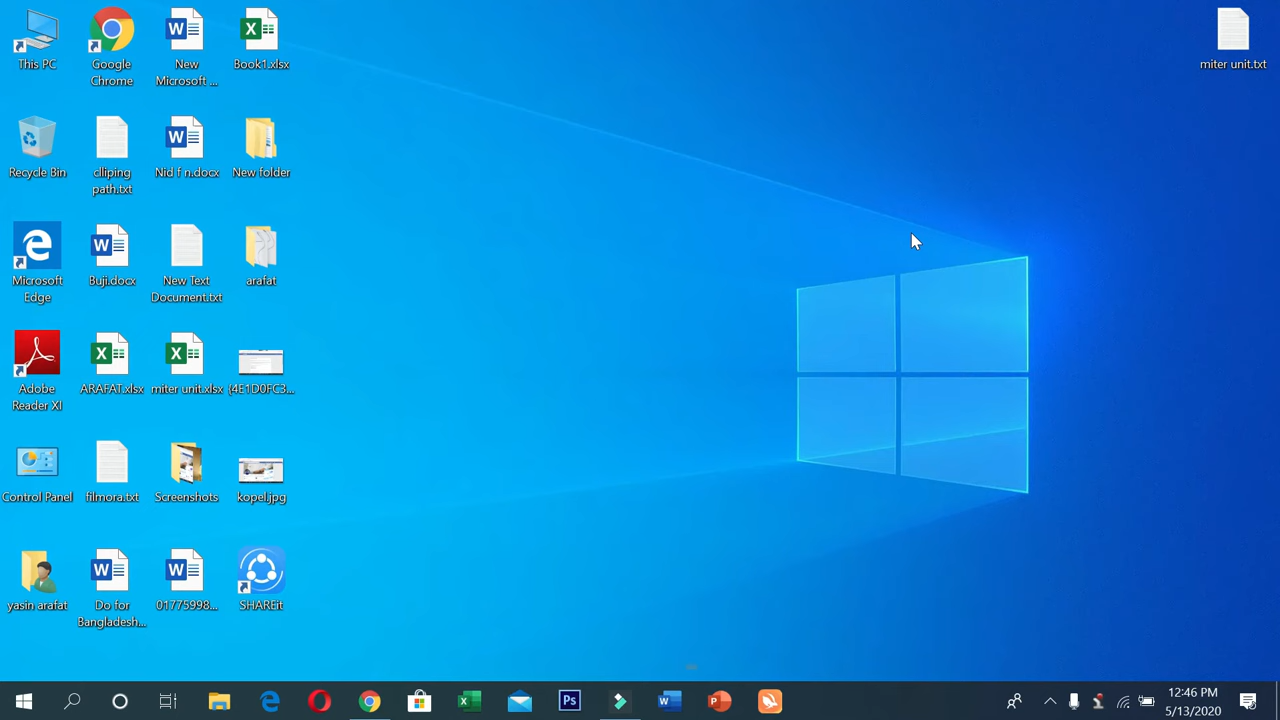 This PC
Google
Chrome
New
Microsoft ...
Book1.xlsx
miter unit.txt
Recycle Bin
clliping
path.txt
Nid f n.docx
New folder
Microsoft
Edge
Buji.docx
New Text
Document.txt
arafat
Adobe
Reader XI
ARAFAT.xlsx
miter unit.xlsx
{4E1D0FC3...
Control Panel
filmora.txt
Screenshots
kopel.jpg
yasin arafat
Do for
Bangladesh...
01775998...
SHAREit
Ps
12:46 PM
5/13/2020